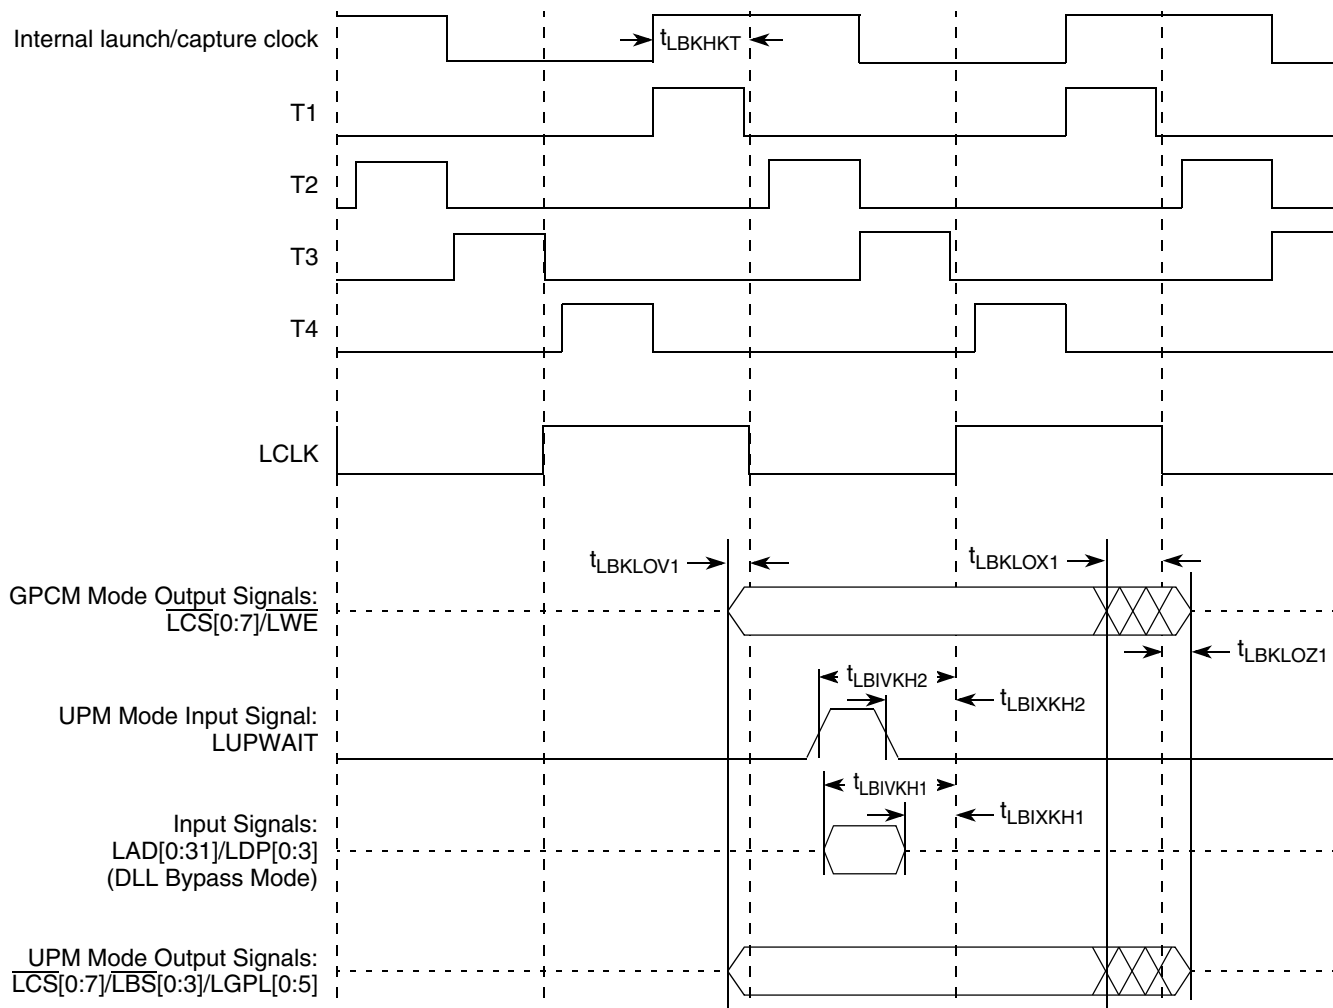 Internal launch/capture clock
tLBKHKT
T1
T2
T3
T4
LCLK
tLBKLOV1
tLBKLOX1
GPCM Mode Output Signals:
LCS[0:7]/LWE
tLBKLOZ1
tLBIVKH2
tLBIXKH2
UPM Mode Input Signal:
LUPWAIT
tLBIVKH1
tLBIXKH1
Input Signals:
LAD[0:31]/LDP[0:3]
(DLL Bypass Mode)
UPM Mode Output Signals:
LCS[0:7]/LBS[0:3]/LGPL[0:5]